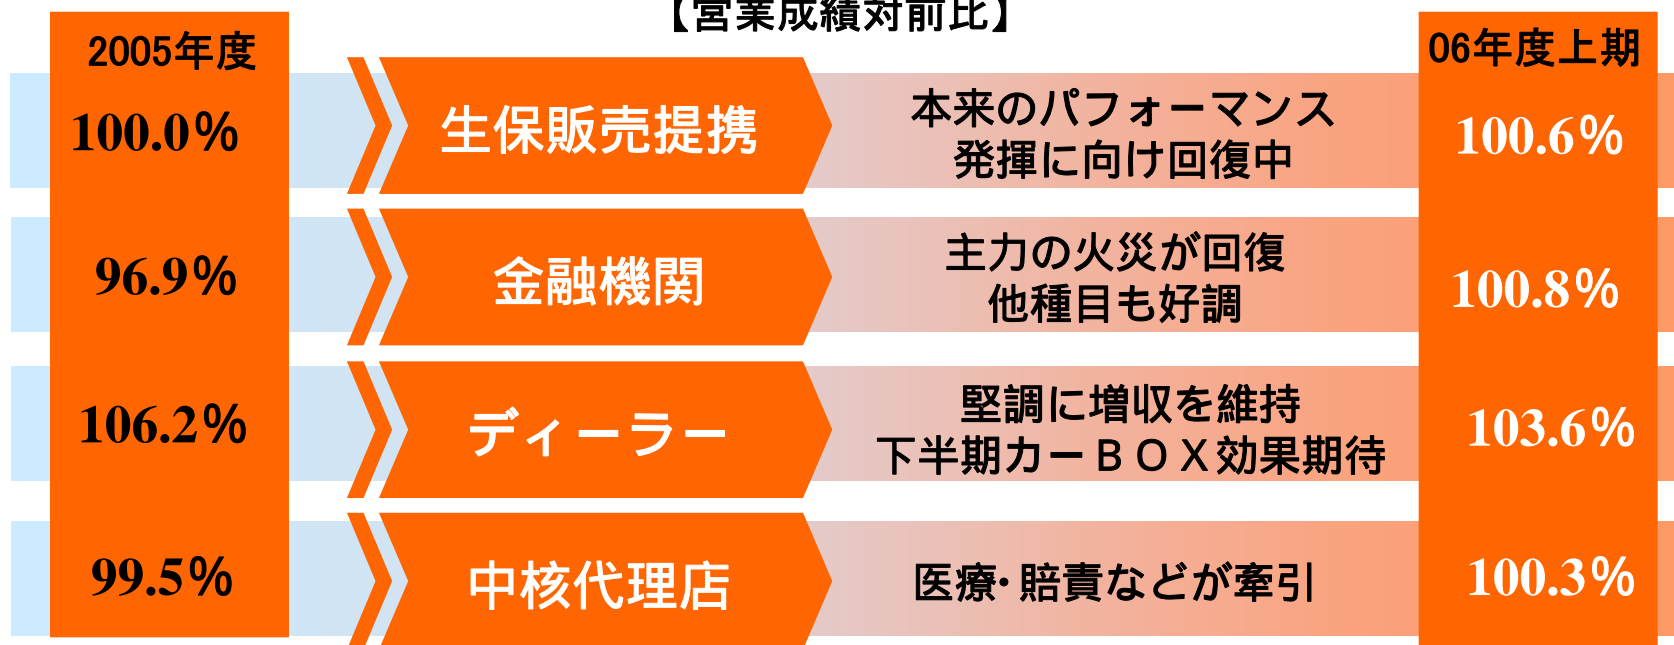 【営業成績対前比】
2005年度
06年度上期
100.0%
生保販売提携
本来のパフォーマンス
発揮に向け回復中
100.6%
96.9%
金融機関
主力の火災が回復
他種目も好調
100.8%
106.2%
ディーラー
堅調に増収を維持
下半期カーＢＯＸ効果期待
103.6%
99.5%
中核代理店
医療・賠責などが牽引
100.3%